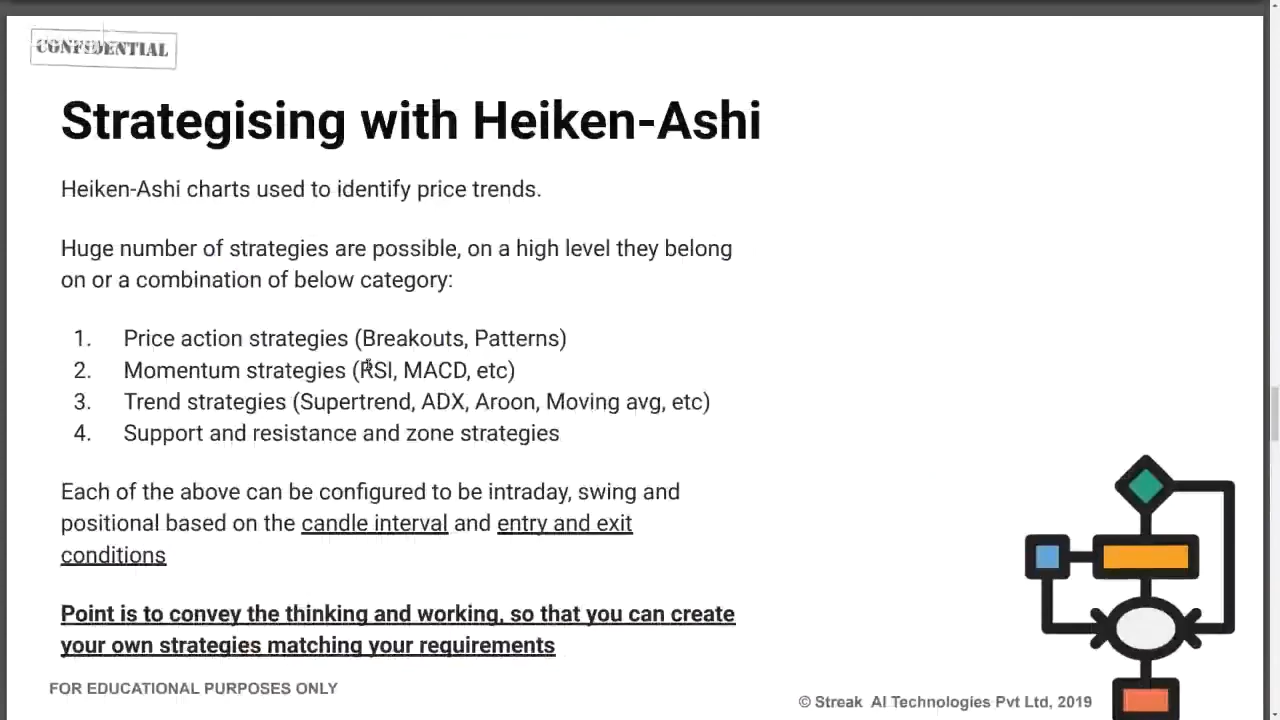 CONFIDENTIAL
Strategising with Heiken-Ashi
Heiken-Ashi charts used to identify price trends.
Huge number of strategies are possible, on a high level they belong
on or a combination of below category:
1. Price action strategies (Breakouts, Patterns)
2. Momentum strategies (RSI, MACD, etc)
3. Trend strategies (Supertrend, ADX, Aroon, Moving avg, etc)
4. Support and resistance and zone strategies
Each of the above can be configured to be intraday, swing and
positional based on the candle interval and entry and exit
conditions
Point is to convey the thinking and working, so that you can create
your own strategies matching your requirements
FOR EDUCATIONAL PURPOSES ONLY
© Streak AI Technologies Pvt Ltd, 2019